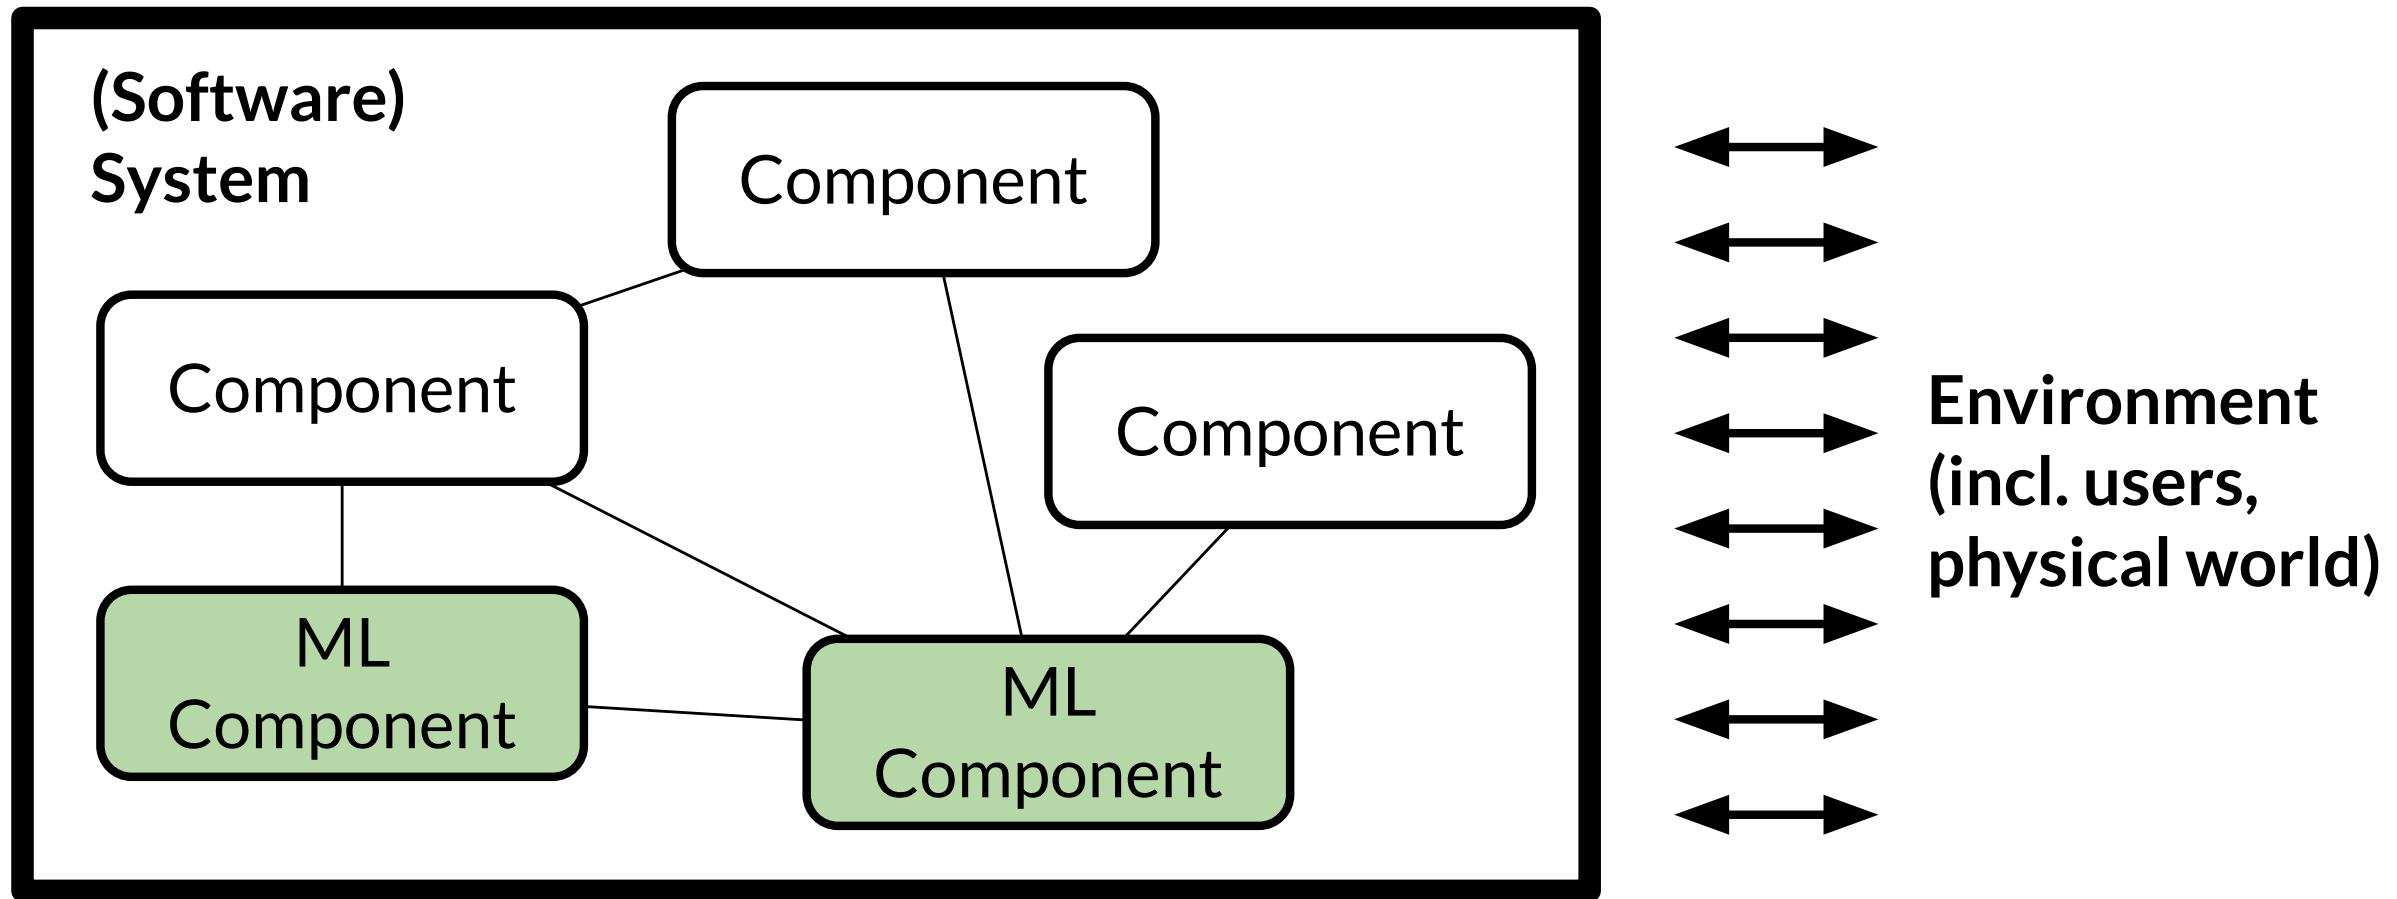 (Software)
System
Component
Component
Component
ML
Component
ML
Component
Environment
(incl. users,
physical world)